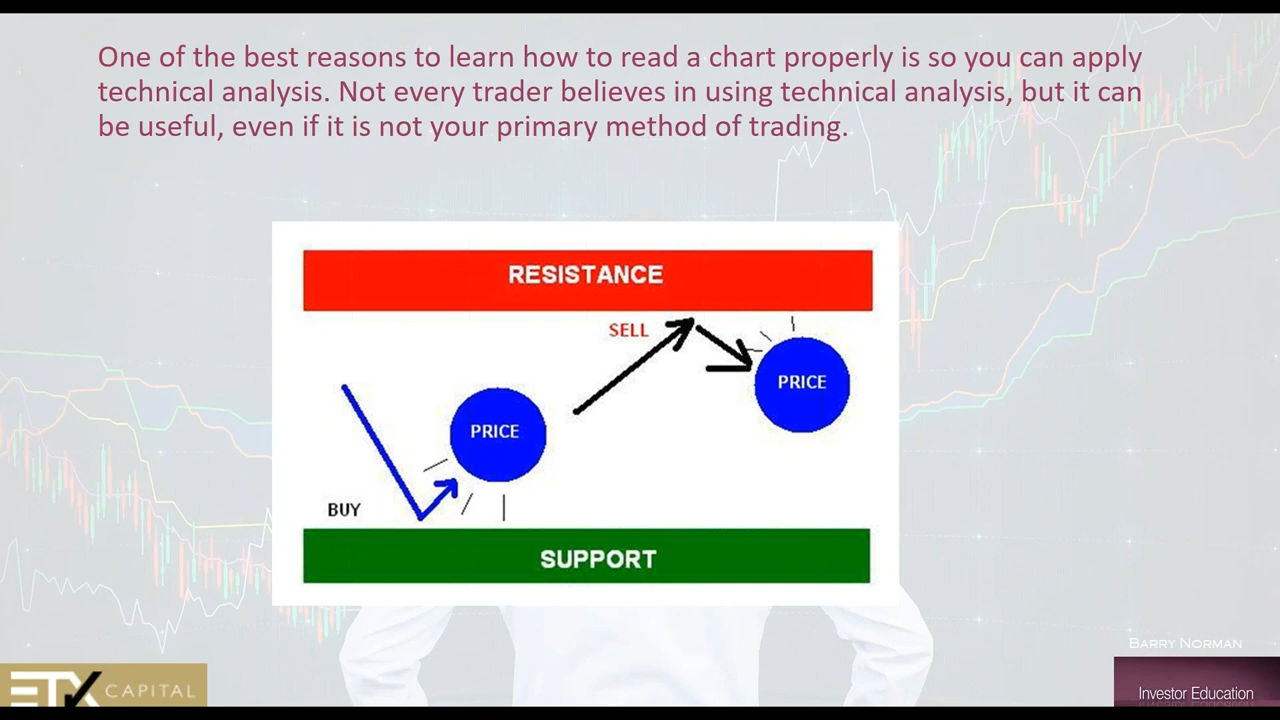 One of the best reasons to learn how to read a chart properly is so you can apply
technical analysis. Not every trader believes in using technical analysis, but it can
be useful, even if it is not your primary method of trading.
RESISTANCE
SELL
PRICE
PRICE
BUY
SUPPORT
BARRY NORMAN
ETX CAPITAL
Investor Education